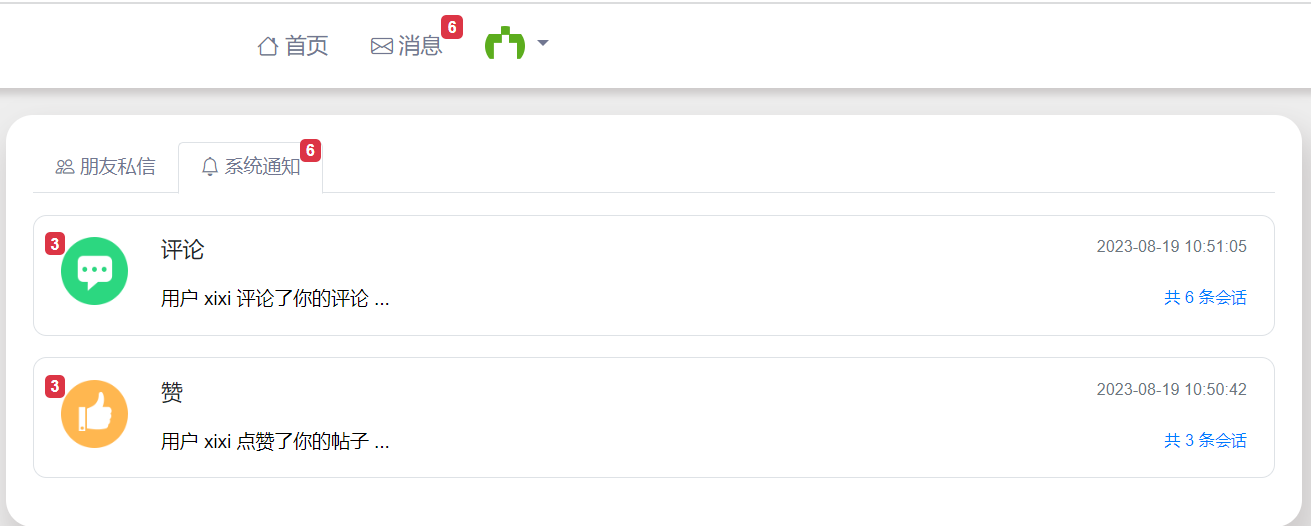 首页 消息 6
朋友私信 系统通知 6
3 评论 2023-08-19 10:51:05
用户 xixi 评论了你的评论 ... 共 6 条会话
3 赞 2023-08-19 10:50:42
用户 xixi 点赞了你的帖子 ... 共 3 条会话